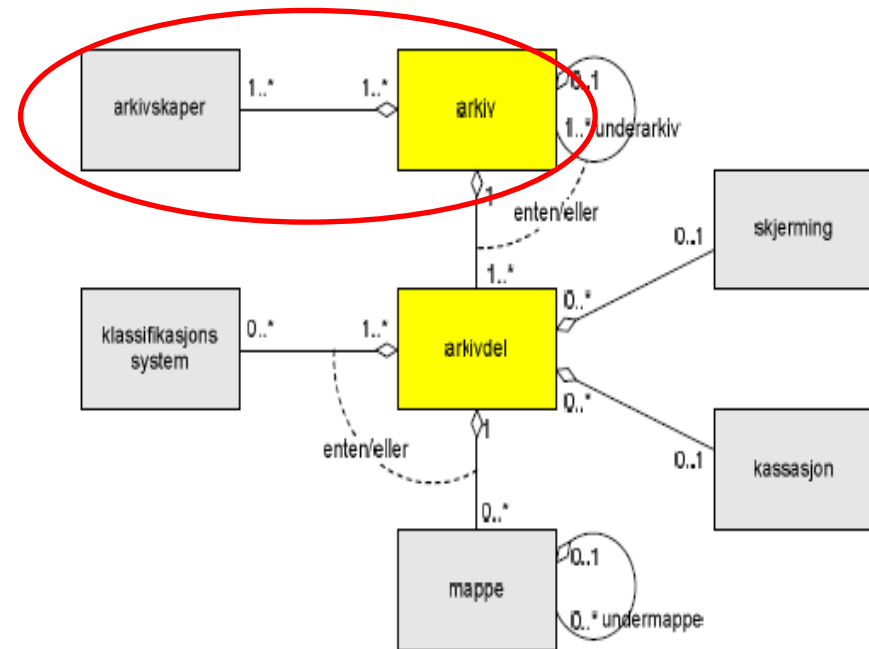 arkivskaper
1..*
1..*
arkiv
0..1
1..* underarkiv
1
enten/eller
1..*
skjerming
0..1
0..*
klassifikasjons
system
0..*
1..*
arkivdel
0..*
0..1
kassasjon
1
enten/eller
0..*
mappe
0..1
0..* undermappe